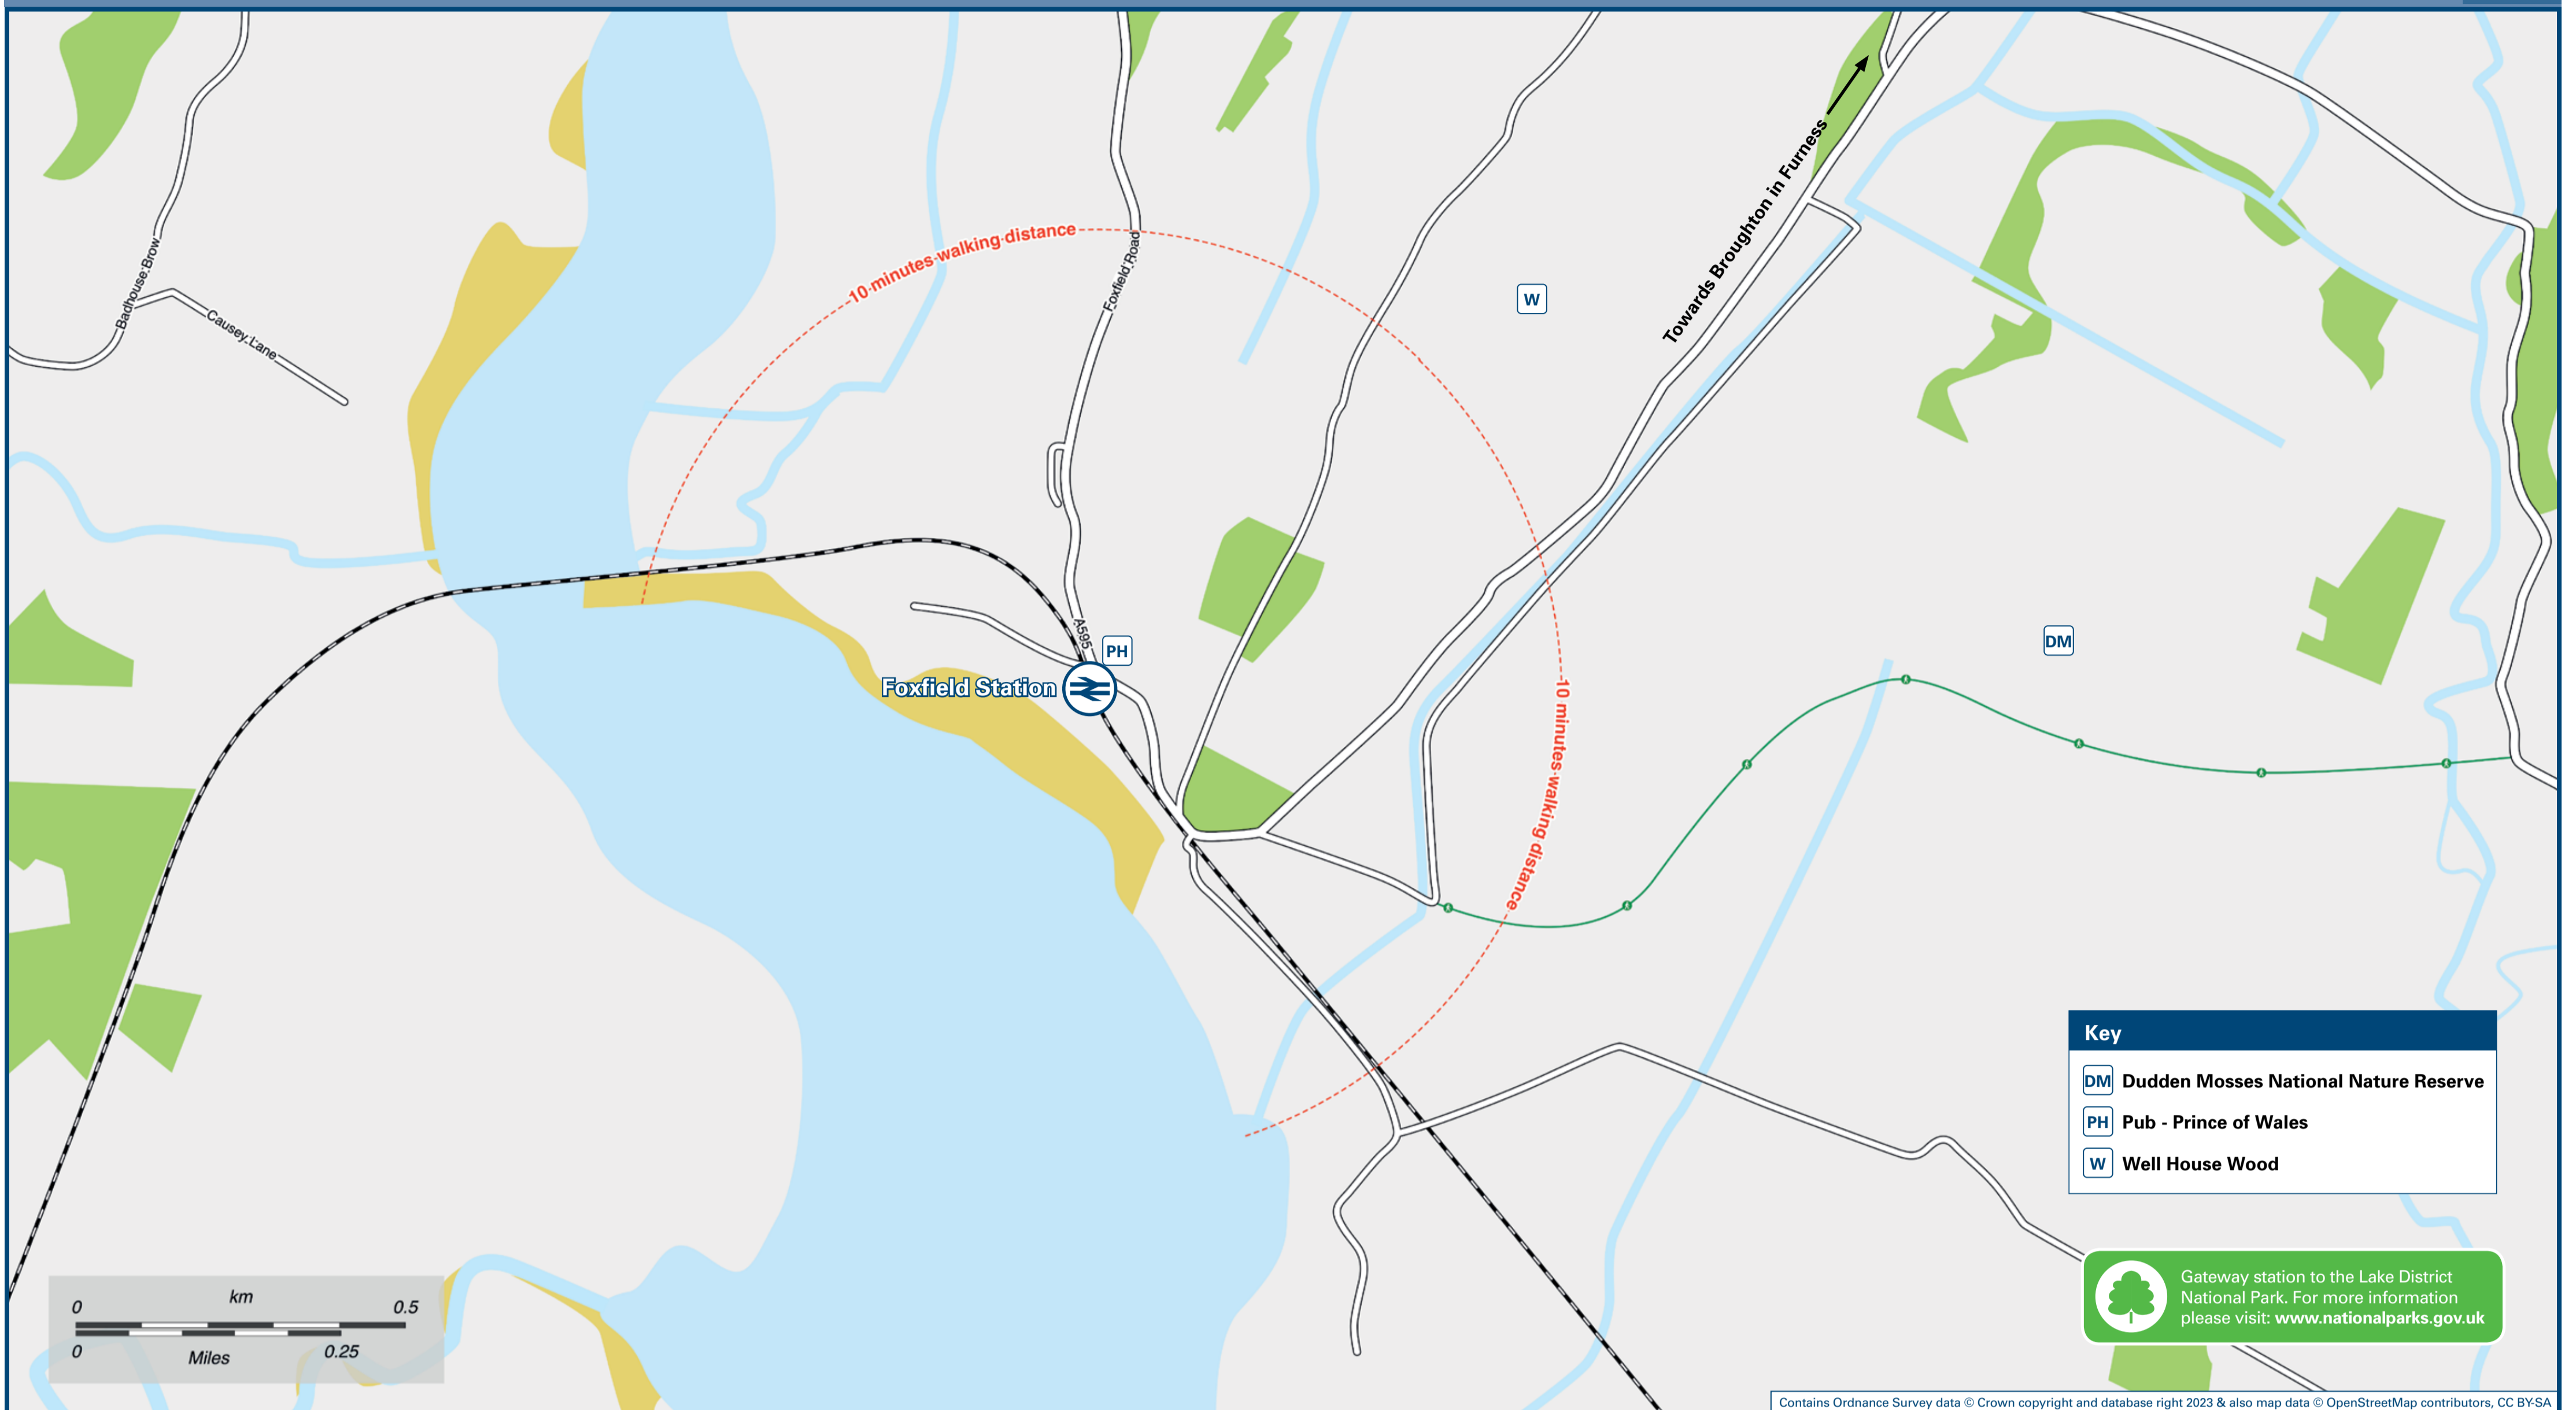 Towards Broughton in Furness
10 minutes walking distance
Foxfield Road
Badhouse Brow
Causey Lane
W
A595
DM
PH
Foxfield Station
10 minutes walking distance
Key
DM Dudden Mosses National Nature Reserve
PH Pub - Prince of Wales
W Well House Wood
Gateway station to the Lake District
National Park. For more information
please visit: www.nationalparks.gov.uk
km
0 0.5
0 0.25
Miles
Contains Ordnance Survey data © Crown copyright and database right 2023 & also map data © OpenStreetMap contributors, CC BY-SA